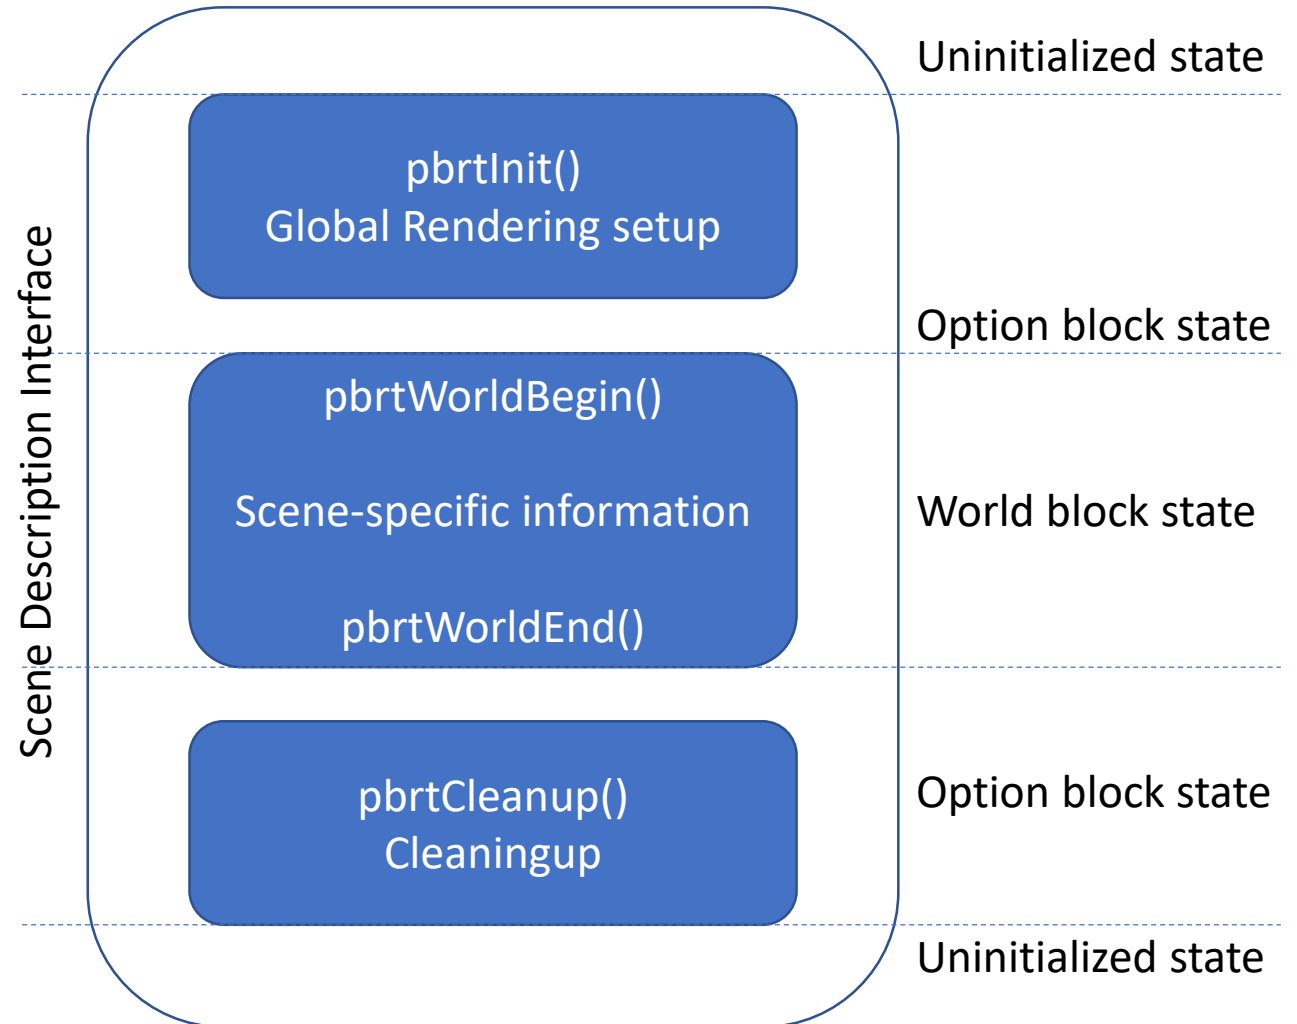 Uninitialized state
pbrtInit()
Global Rendering setup
Scene Description Interface
Option block state
pbrtWorldBegin()
Scene-specific information
World block state
pbrtWorldEnd()
pbrtCleanup()
Option block state
Cleaningup
Uninitialized state